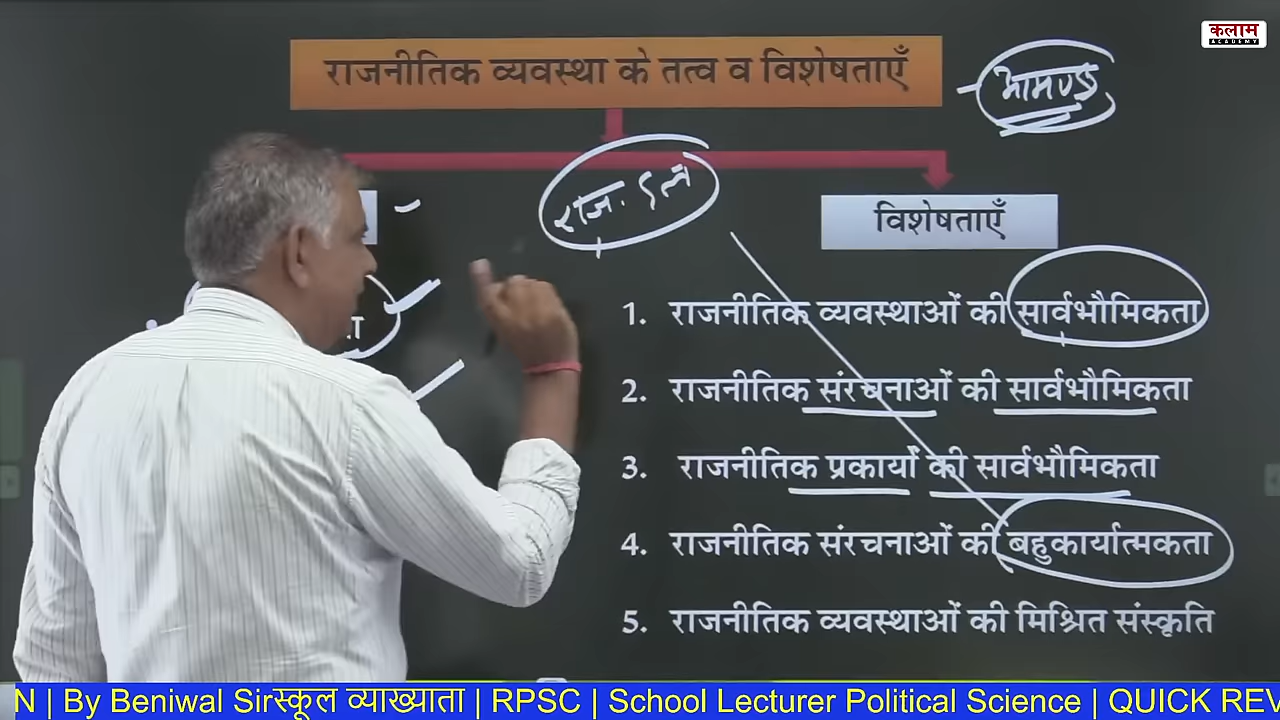 कलाम
ACADEMY
राजनीतिक व्यवस्था के तत्व व विशेषताएँ
आमण्ड
राज.
विशेषताएँ
1. राजनीतिक व्यवस्थाओं की सार्वभौमिकता
2. राजनीतिक संरचनाओं की सार्वभौमिकता
3. राजनीतिक प्रकार्यों की सार्वभौमिकता
4. राजनीतिक संरचनाओं की बहुकार्यात्मकता
5. राजनीतिक व्यवस्थाओं की मिश्रित संस्कृति
N | By Beniwal Sirस्कूल व्याख्याता | RPSC | School Lecturer Political Science | QUICK REV